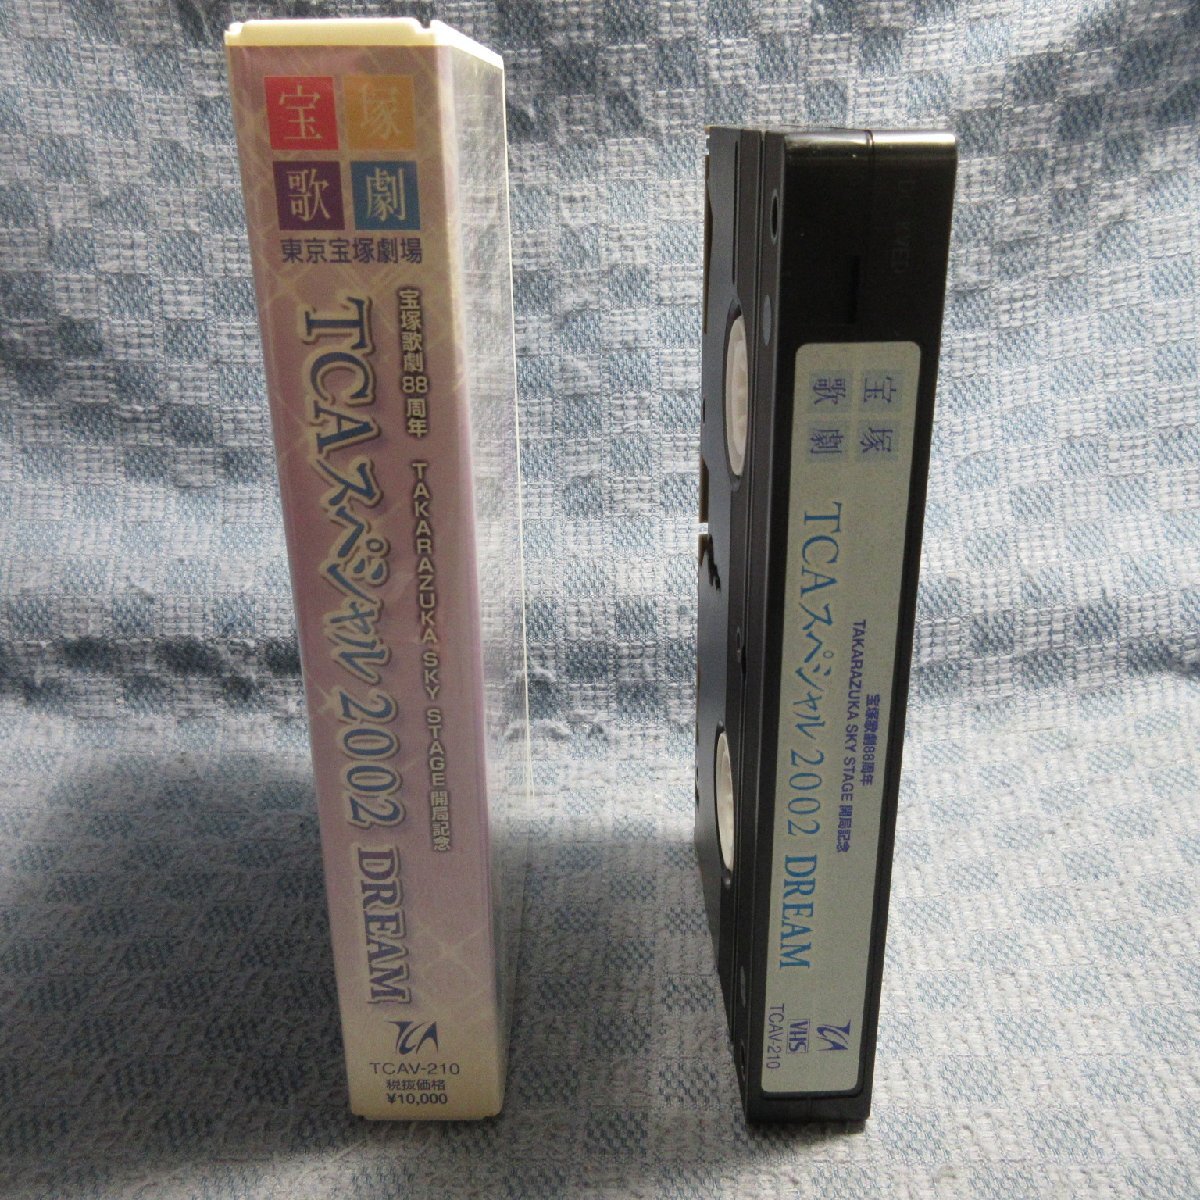 宝塚
歌劇
東京宝塚劇場
宝塚歌劇88周年 TAKARAZUKA SKY STAGE 開局記念
TCAスペシャル2002 DREAM
TCA
TCAV-210
税抜価格
¥10,000
宝塚
歌劇
宝塚歌劇88周年
TAKARAZUKA SKY STAGE 開局記念
TCAスペシャル2002 DREAM
TCA
VHS
TCAV-210